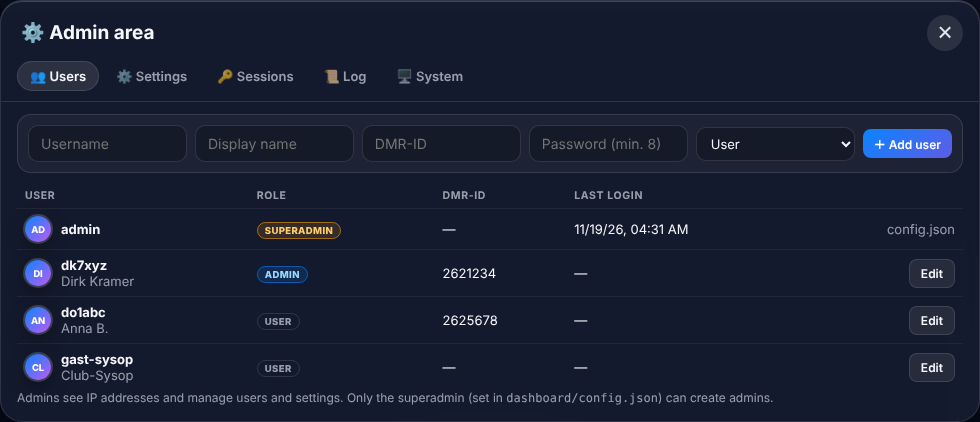 ⚙️ Admin area
✕
👥 Users ⚙️ Settings 🔑 Sessions 📜 Log 🖥️ System
Username Display name DMR-ID Password (min. 8) User + Add user
USER ROLE DMR-ID LAST LOGIN
AD admin SUPERADMIN — 11/19/26, 04:31 AM config.json
DI dk7xyz ADMIN 2621234 — Edit
Dirk Kramer
AN do1abc USER 2625678 — Edit
Anna B.
CL gast-sysop USER — — Edit
Club-Sysop
Admins see IP addresses and manage users and settings. Only the superadmin (set in dashboard/config.json) can create admins.